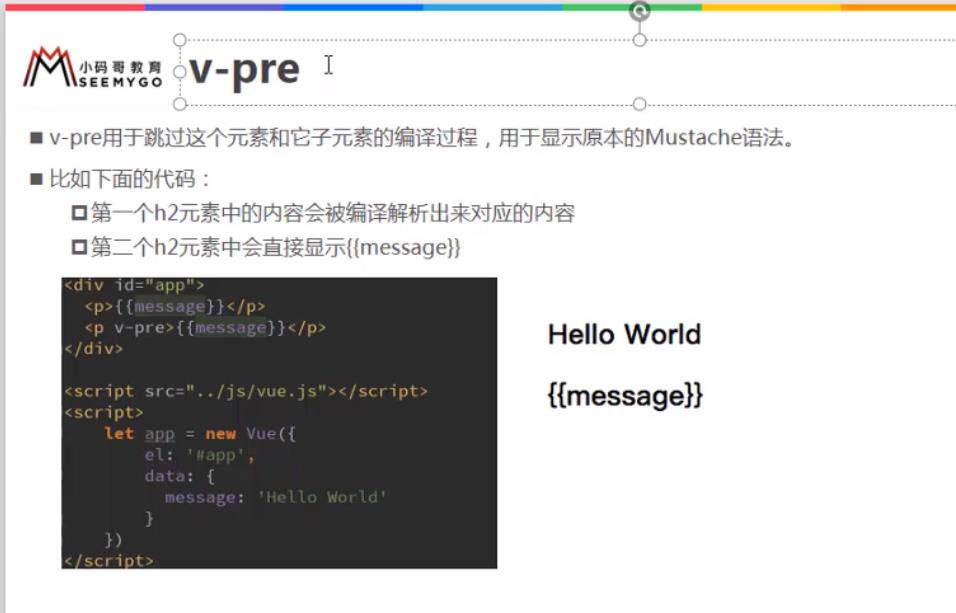 小码哥教育
SEEMYGO
v-pre
v-pre用于跳过这个元素和它子元素的编译过程，用于显示原本的Mustache语法。
比如下面的代码：
第一个h2元素中的内容会被编译解析出来对应的内容
第二个h2元素中会直接显示{{message}}
<div id="app">
  <p>{{message}}</p>
  <p v-pre>{{message}}</p>
</div>
<script src="../js/vue.js"></script>
<script>
    let app = new Vue({
        el: '#app',
        data: {
          message: 'Hello World'
        }
    })
</script>
Hello World
{{message}}